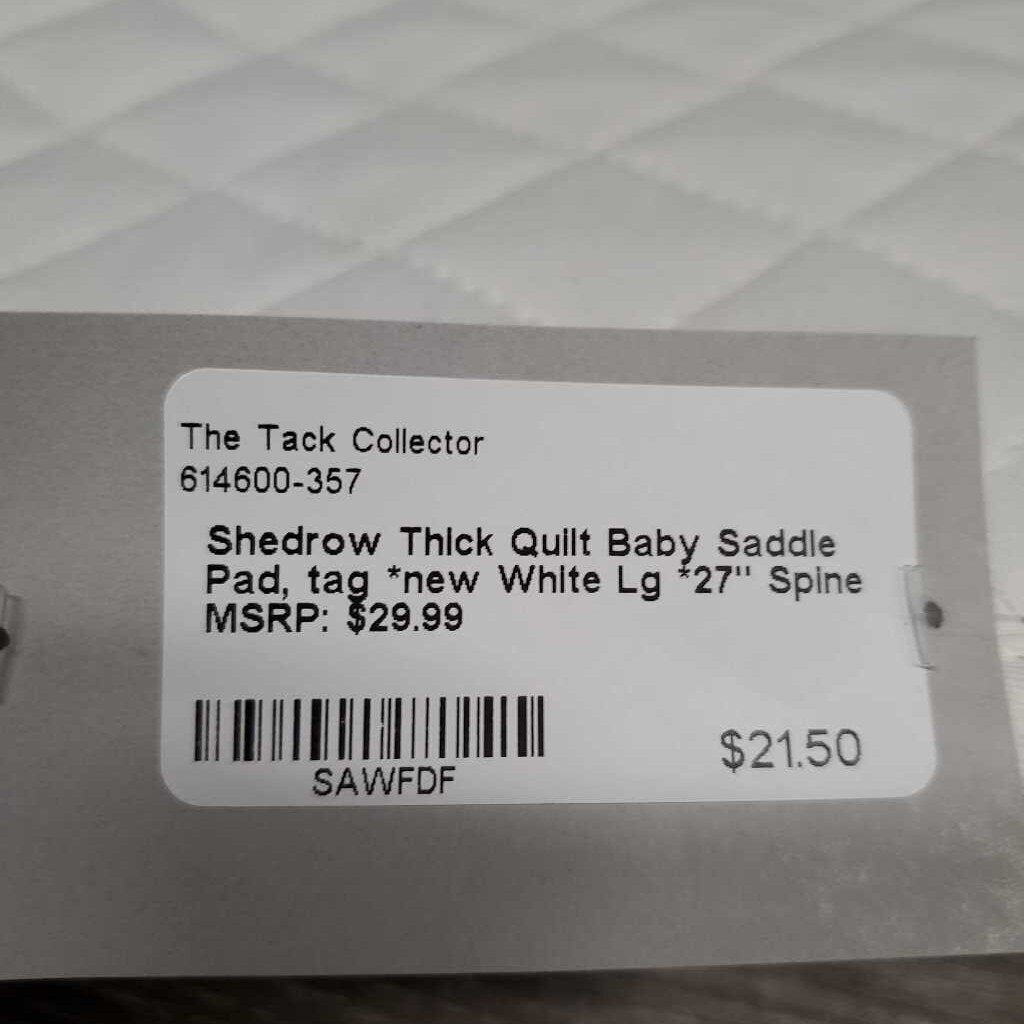 The Tack Collector
614600-357
Shedrow Thick Quilt Baby Saddle
Pad, tag *new White Lg *27" Spine
MSRP: $29.99
SAWFDF
$21.50